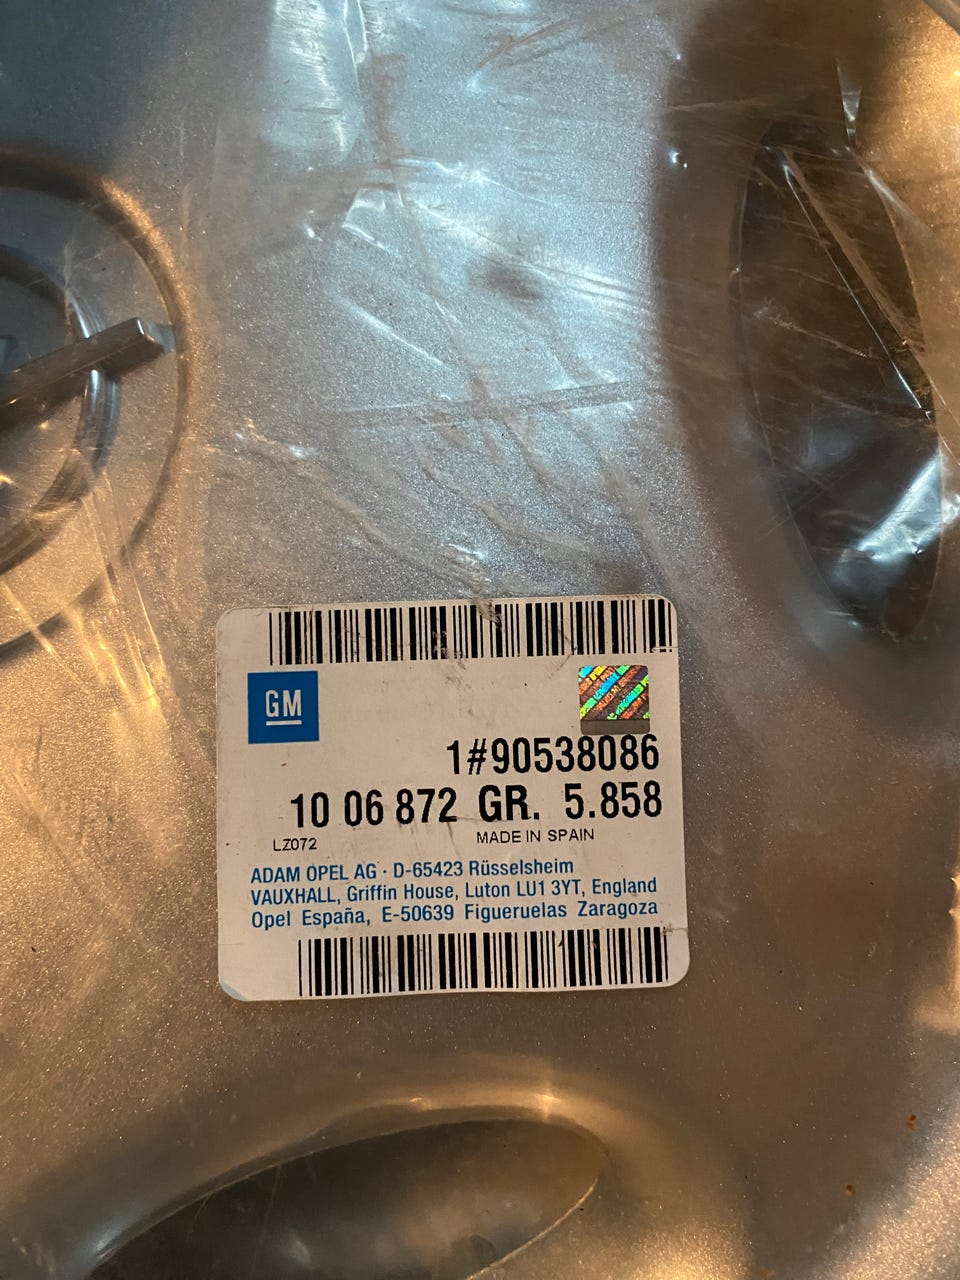 GM
1#90538086
10 06 872 GR. 5.858
LZ072 MADE IN SPAIN
ADAM OPEL AG · D-65423 Rüsselsheim
VAUXHALL, Griffin House, Luton LU1 3YT, England
Opel España, E-50639 Figueruelas Zaragoza